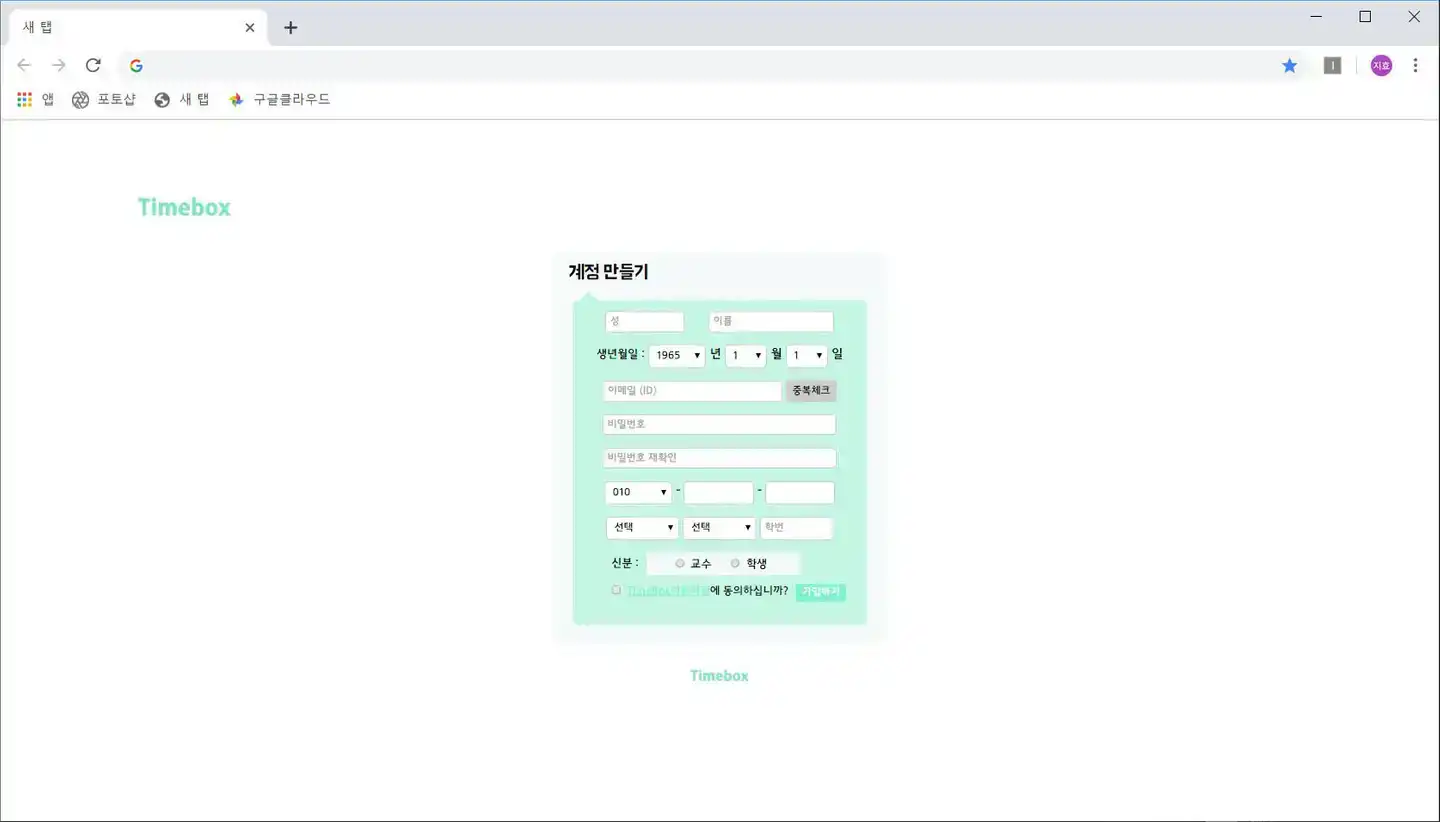 새 탭
지효
앱 포토샵 새 탭 구글클라우드
Timebox
계정 만들기
성 이름
생년월일 : 1965 년 1 월 1 일
이메일 (ID) 중복체크
비밀번호
비밀번호 재확인
010 - -
선택 선택 학번
신분 : 교수 학생
에 동의하십니까? 가입하기
Timebox